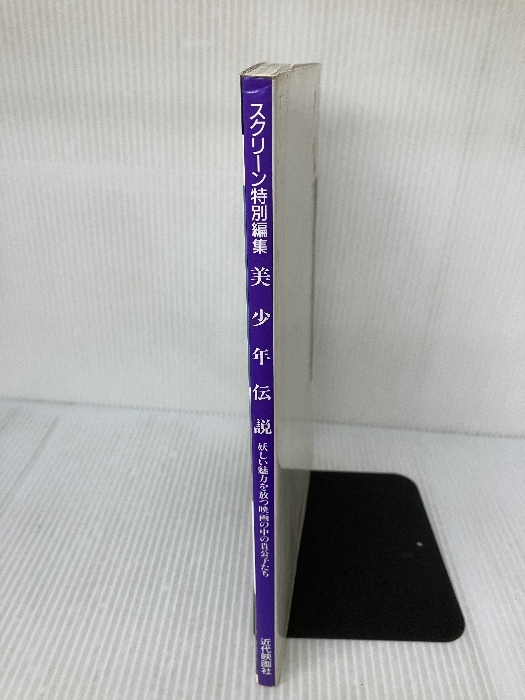 スクリーン特別編集
美少年伝説
妖しい魅力を放つ映画の中の貴公子たち
近代映画社